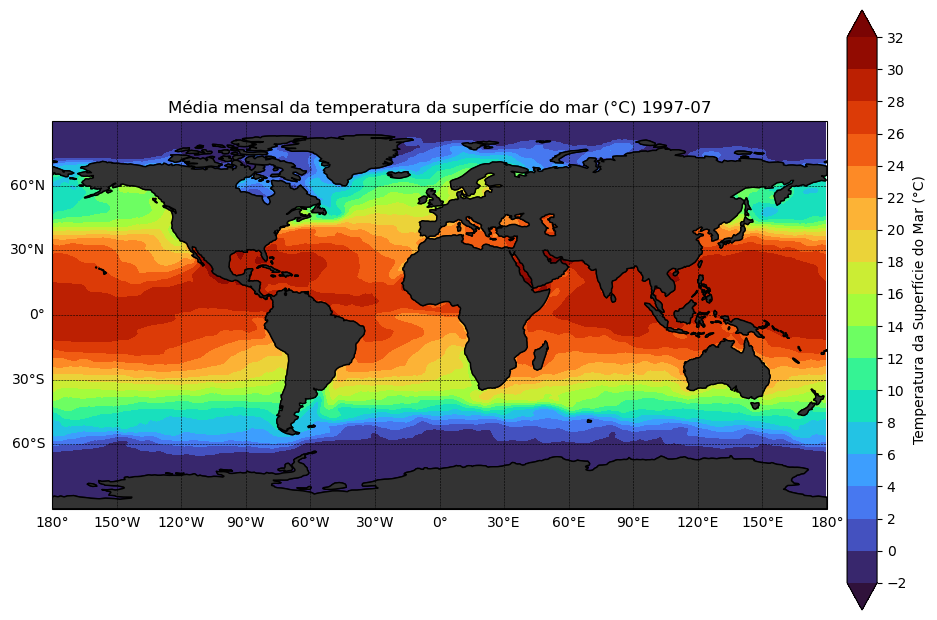 Média mensal da temperatura da superfície do mar (°C) 1997-07
60°N
30°N
0°
30°S
60°S
180° 150°W 120°W 90°W 60°W 30°W 0° 30°E 60°E 90°E 120°E 150°E 180°
32
30
28
26
24
22
20
18
16
14
12
10
8
6
4
2
0
−2
Temperatura da Superfície do Mar (°C)